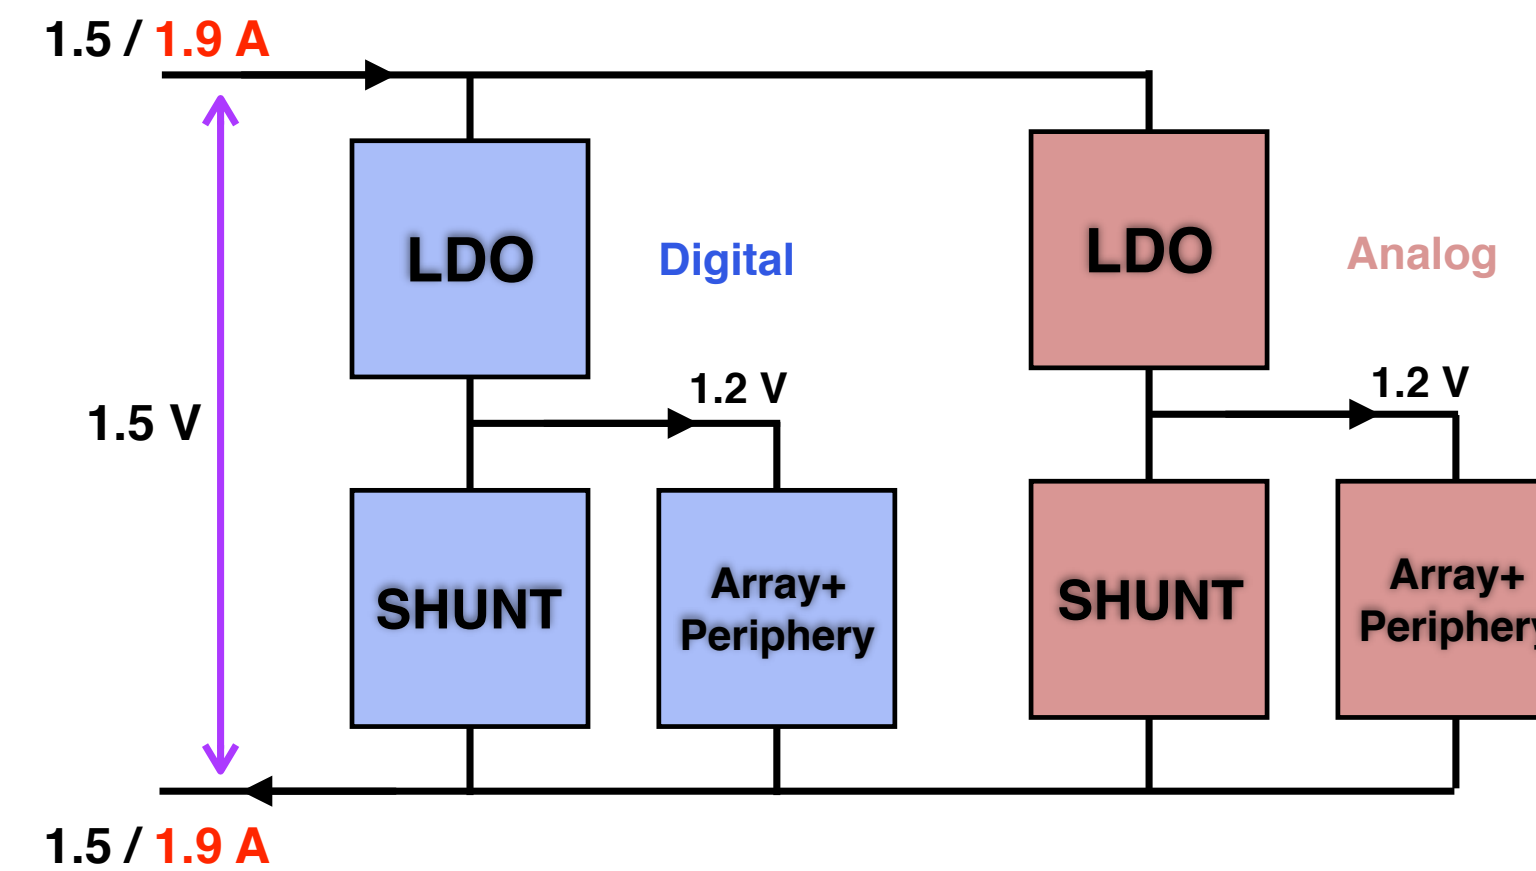 1.5 / 1.9 A
LDO
Digital
LDO
Analog
1.2 V
1.2 V
1.5 V
SHUNT
Array+
Periphery
SHUNT
Array+
Periphery
1.5 / 1.9 A